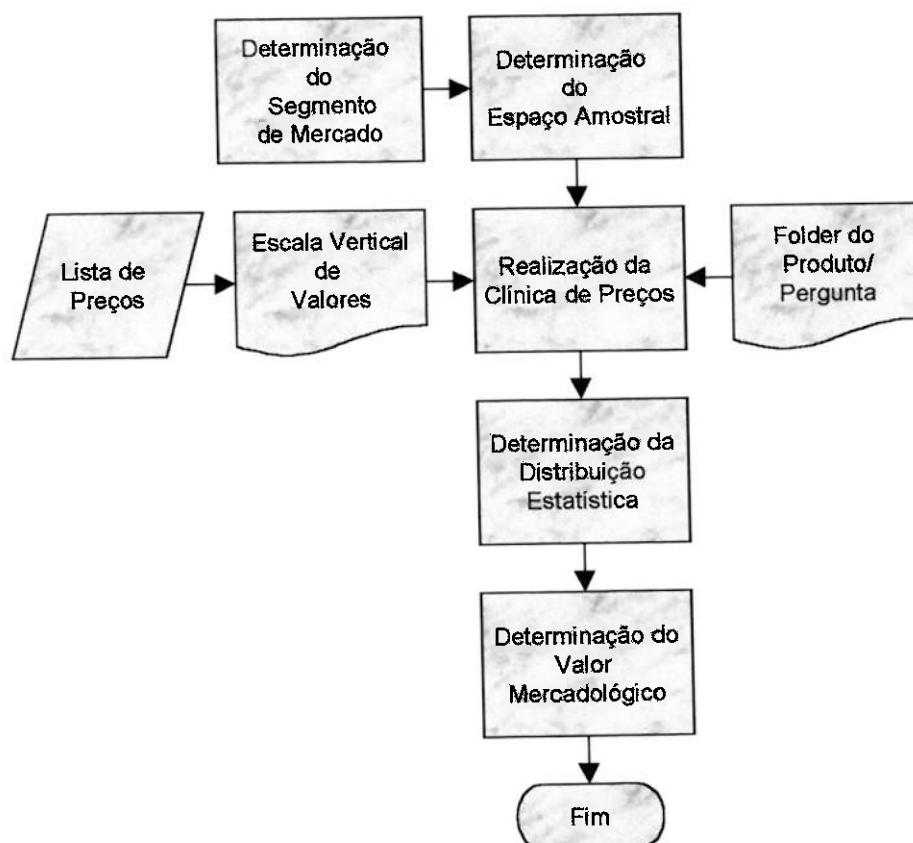 Determinação
do
Segmento
de Mercado
Determinação
do
Espaço Amostral
Lista de
Preços
Escala Vertical
de
Valores
Realização da
Clínica de Preços
Folder do
Produto/
Pergunta
Determinação da
Distribuição
Estatística
Determinação do
Valor
Mercadológico
Fim